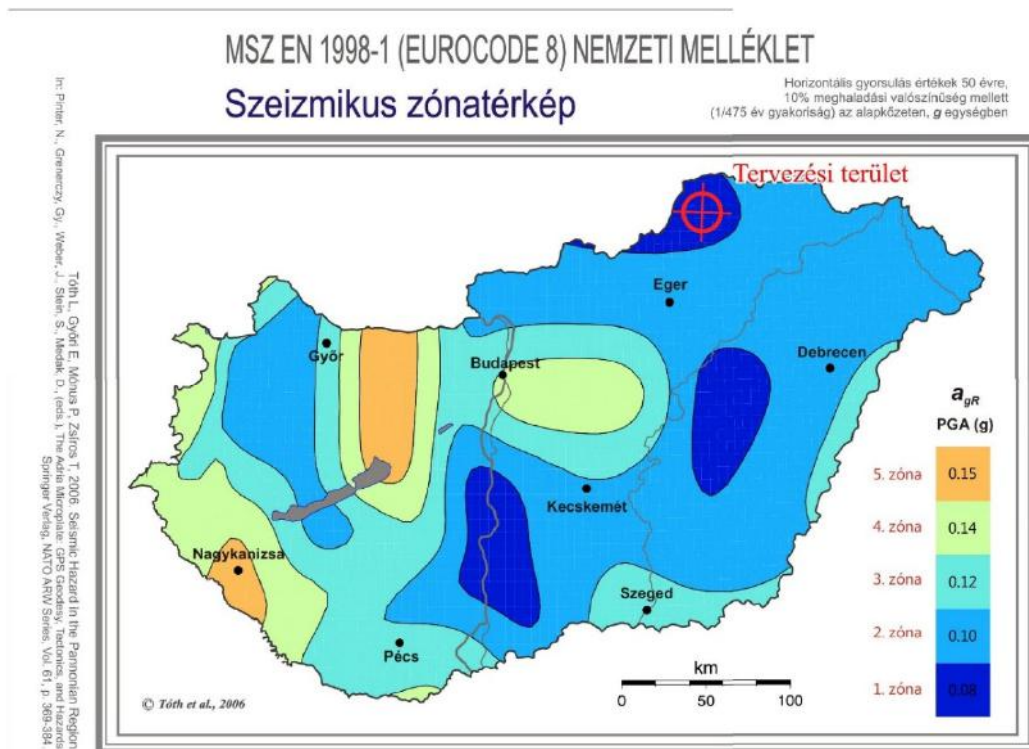 MSZ EN 1998-1 (EUROCODE 8) NEMZETI MELLÉKLET
Szeizmikus zónatérkép
Horizontális gyorsulás értékek 50 évre,
10% meghaladási valószínűség mellett
(1/475 év gyakoriság) az alapkőzeten, g egységben
Tóth L, Győri E, Mónus P, Zsíros T, 2006. Seismic Hazard in the Pannonian Region
In: Pinter, N., Grenerczy, Gy., Weber, J., Stein, S., Medak, D. (eds.), The Adria Microplate: GPS Geodesy, Tectonics, and Hazards
Springer Verlag, NATO ARW Series, Vol. 61, p. 369-384.
Tervezési terület
Eger
Győr
Budapest
Debrecen
Kecskemét
Nagykanizsa
Szeged
Pécs
agR
PGA (g)
5. zóna 0.15
4. zóna 0.14
3. zóna 0.12
2. zóna 0.10
1. zóna 0.08
km
0 50 100
© Tóth et al., 2006